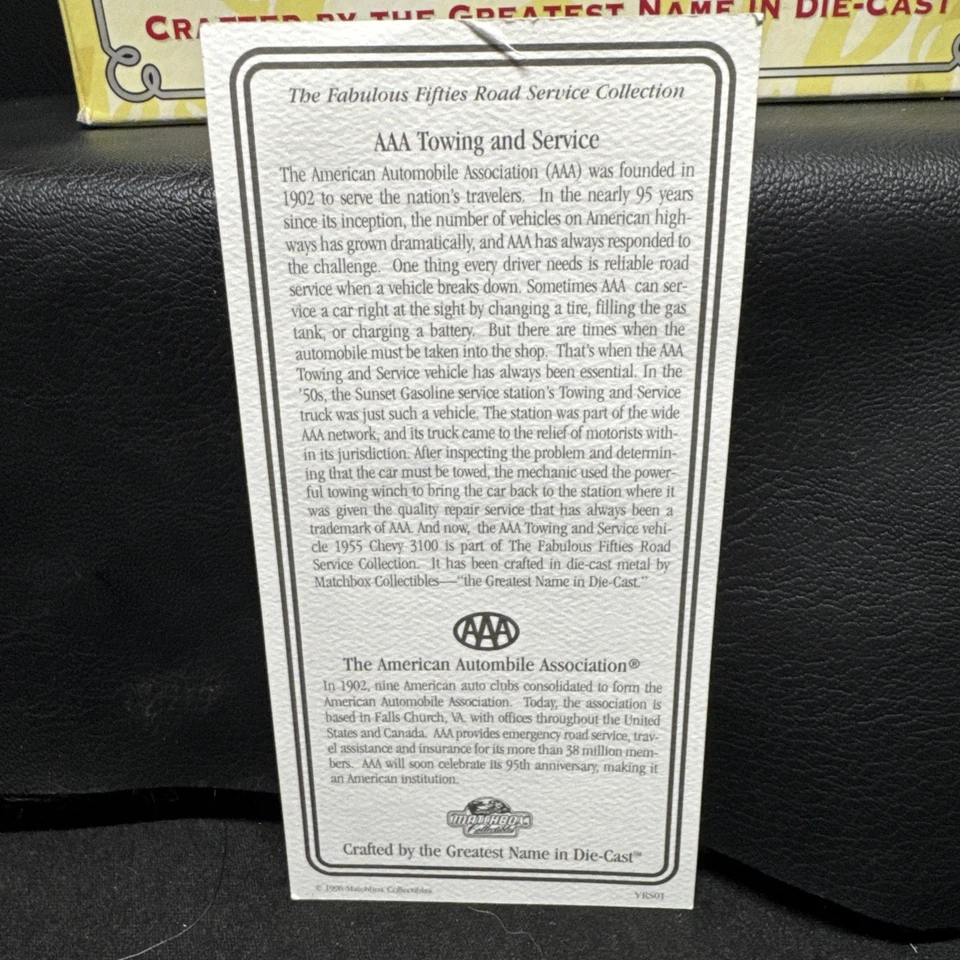 CRAFTED BY THE GREATEST NAME IN DIE-CAST
The Fabulous Fifties Road Service Collection
AAA Towing and Service
The American Automobile Association (AAA) was founded in
1902 to serve the nation's travelers. In the nearly 95 years
since its inception, the number of vehicles on American high-
ways has grown dramatically, and AAA has always responded to
the challenge. One thing every driver needs is reliable road
service when a vehicle breaks down. Sometimes AAA can ser-
vice a car right at the sight by changing a tire, filling the gas
tank, or charging a battery. But there are times when the
automobile must be taken into the shop. That's when the AAA
Towing and Service vehicle has always been essential. In the
'50s, the Sunset Gasoline service station's Towing and Service
truck was just such a vehicle. The station was part of the wide
AAA network, and its truck came to the relief of motorists with-
in its jurisdiction. After inspecting the problem and determin-
ing that the car must be towed, the mechanic used the power-
ful towing winch to bring the car back to the station where it
was given the quality repair service that has always been a
trademark of AAA. And now, the AAA Towing and Service vehi-
cle 1955 Chevy 3100 is part of The Fabulous Fifties Road
Service Collection. It has been crafted in die-cast metal by
Matchbox Collectibles—"the Greatest Name in Die-Cast."
AAA
The American Autombile Association®
In 1902, nine American auto clubs consolidated to form the
American Automobile Association. Today, the association is
based in Falls Church, VA, with offices throughout the United
States and Canada. AAA provides emergency road service, trav-
el assistance and insurance for its more than 38 million mem-
bers. AAA will soon celebrate its 95th anniversary, making it
an American institution.
MATCHBOX
Collectibles
Crafted by the Greatest Name in Die-Cast™
© 1996 Matchbox Collectibles
YRS01